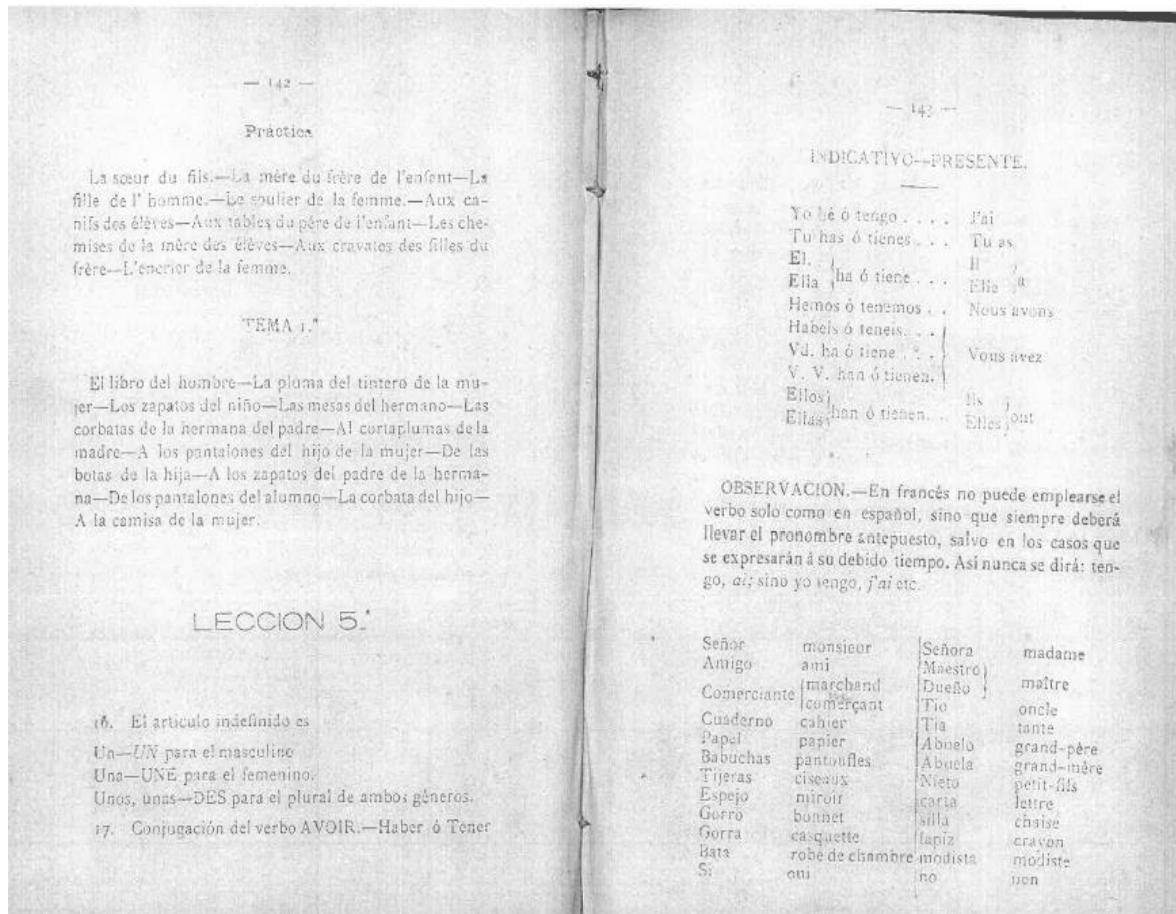 — 142 —
Práctica
La sœur du fils.—La mére du frère de l'enfent—La
fille de l' homme.—Le soulier de la femme.—Aux ca-
nifs des élèves—Aux tables du pére de l'enfant—Les che-
mises de la mère des élèves—Aux cravates des filles du
frère—L'encrier de la femme.
TEMA 1.º
El libro del hombre—La pluma del tintero de la mu-
jer—Los zapatos del niño—Las mesas del hermano—Las
corbatas de la hermana del padre—Al cortaplumas de la
madre—A los pantalones del hijo de la mujer—De las
botas de la hija—A los zapatos del padre de la herma-
na—De los pantalones del alumno—La corbata del hijo—
A la camisa de la mujer.
LECCION 5.ª
16. El articulo indefinido es
Un—UN para el masculino
Una—UNE para el femenino.
Unos, unas—DES para el plural de ambos géneros.
17. Conjugación del verbo AVOIR.—Haber ó Tener
— 143 —
INDICATIVO—PRESENTE.
Yo hé ó tengo . . . . J'ai
Tu has ó tienes . . . Tu as
El. Il
Ella ha ó tiene . . . Elle a
Hemos ó tenemos . . Nous avons
Habeis ó teneis. . .
Vd. ha ó tiene . . . Vous avez
V. V. han ó tienen.
Ellos Ils
Ellas han ó tienen. . . Elles ont
OBSERVACION.—En francés no puede emplearse el
verbo solo como en español, sino que siempre deberá
llevar el pronombre antepuesto, salvo en los casos que
se expresarán á su debido tiempo. Asi nunca se dirá: ten-
go, ai; sino yo tengo, j'ai etc.
Señor monsieur Señora madame
Amigo ami Maestro
Comerciante marchand Dueño maître
comerçant Tio oncle
Cuaderno cahier Tia tante
Papel papier Abuelo grand-père
Babuchas pantoufles Abuela grand-mère
Tijeras ciseaux Nieto petit-fils
Espejo miroir carta lettre
Gorro bonnet silla chaise
Gorra casquette lapiz crayon
Bata robe de chambre modista modiste
Si oui no non